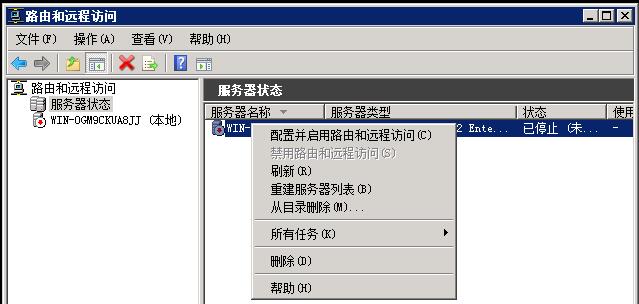 路由和远程访问
文件(F) 操作(A) 查看(V) 帮助(H)
路由和远程访问
服务器状态
WIN-OGM9CKUA8JJ (本地)
服务器状态
服务器名称 服务器类型 状态 使用
WIN- 2 Ente... 已停止 (未... -
配置并启用路由和远程访问(C)
禁用路由和远程访问(S)
刷新(R)
重建服务器列表(B)
从目录删除(M)...
所有任务(K)
删除(D)
帮助(H)